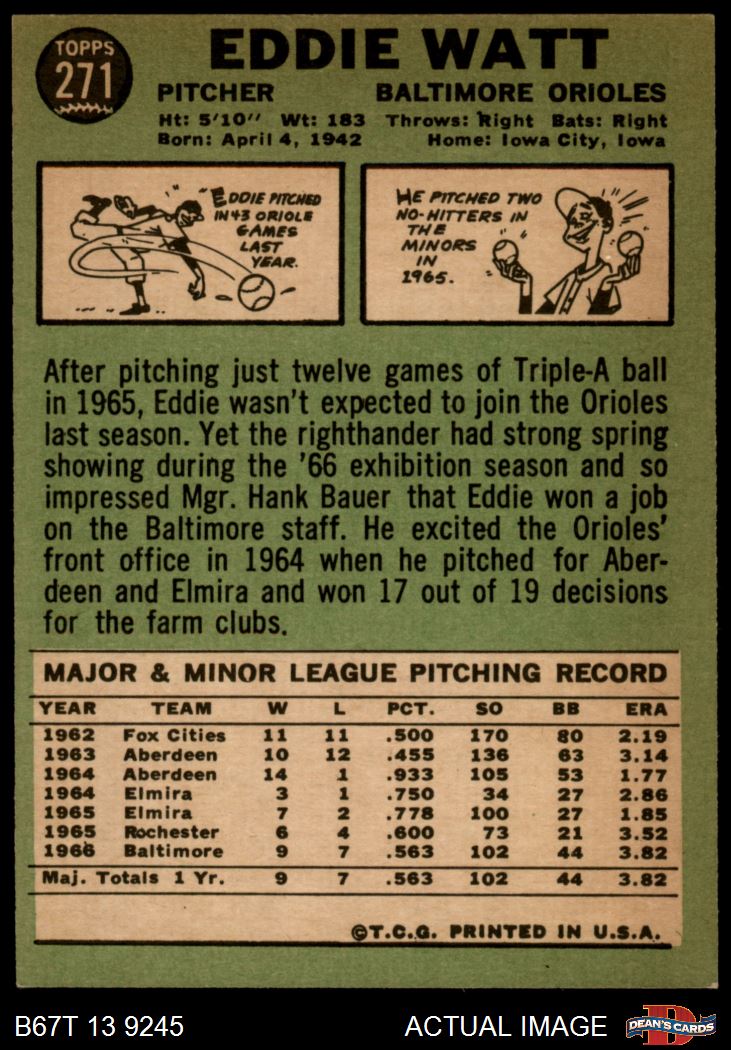 TOPPS
271
EDDIE WATT
PITCHER BALTIMORE ORIOLES
Ht: 5'10" Wt: 183 Throws: Right Bats: Right
Born: April 4, 1942 Home: Iowa City, Iowa
EDDIE PITCHED
IN 43 ORIOLE
GAMES
LAST
YEAR.
HE PITCHED TWO
NO-HITTERS IN
THE
MINORS
IN
1965.
After pitching just twelve games of Triple-A ball
in 1965, Eddie wasn't expected to join the Orioles
last season. Yet the righthander had strong spring
showing during the '66 exhibition season and so
impressed Mgr. Hank Bauer that Eddie won a job
on the Baltimore staff. He excited the Orioles'
front office in 1964 when he pitched for Aber-
deen and Elmira and won 17 out of 19 decisions
for the farm clubs.
MAJOR & MINOR LEAGUE PITCHING RECORD
YEAR TEAM W L PCT. SO BB ERA
1962 Fox Cities 11 11 .500 170 80 2.19
1963 Aberdeen 10 12 .455 136 63 3.14
1964 Aberdeen 14 1 .933 105 53 1.77
1964 Elmira 3 1 .750 34 27 2.86
1965 Elmira 7 2 .778 100 27 1.85
1965 Rochester 6 4 .600 73 21 3.52
1966 Baltimore 9 7 .563 102 44 3.82
Maj. Totals 1 Yr. 9 7 .563 102 44 3.82
©T.C.G. PRINTED IN U.S.A.
B67T 13 9245 ACTUAL IMAGE
DEAN'S CARDS